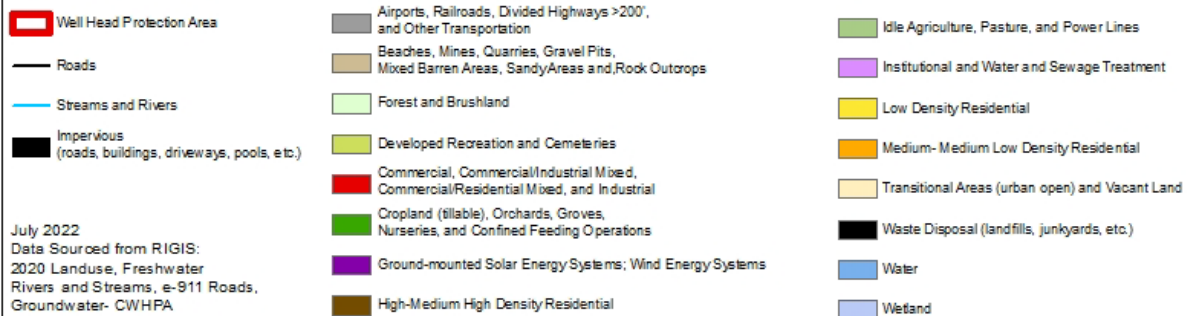 Well Head Protection Area
Roads
Streams and Rivers
Impervious
(roads, buildings, driveways, pools, etc.)
July 2022
Data Sourced from RIGIS:
2020 Landuse, Freshwater
Rivers and Streams, e-911 Roads,
Groundwater- CWHPA
Airports, Railroads, Divided Highways >200',
and Other Transportation
Beaches, Mines, Quarries, Gravel Pits,
Mixed Barren Areas, SandyAreas and,Rock Outcrops
Forest and Brushland
Developed Recreation and Cemeteries
Commercial, Commercial/Industrial Mixed,
Commercial/Residential Mixed, and Industrial
Cropland (tillable), Orchards, Groves,
Nurseries, and Confined Feeding Operations
Ground-mounted Solar Energy Systems; Wind Energy Systems
High-Medium High Density Residential
Idle Agriculture, Pasture, and Power Lines
Institutional and Water and Sewage Treatment
Low Density Residential
Medium- Medium Low Density Residential
Transitional Areas (urban open) and Vacant Land
Waste Disposal (landfills, junkyards, etc.)
Water
Wetland